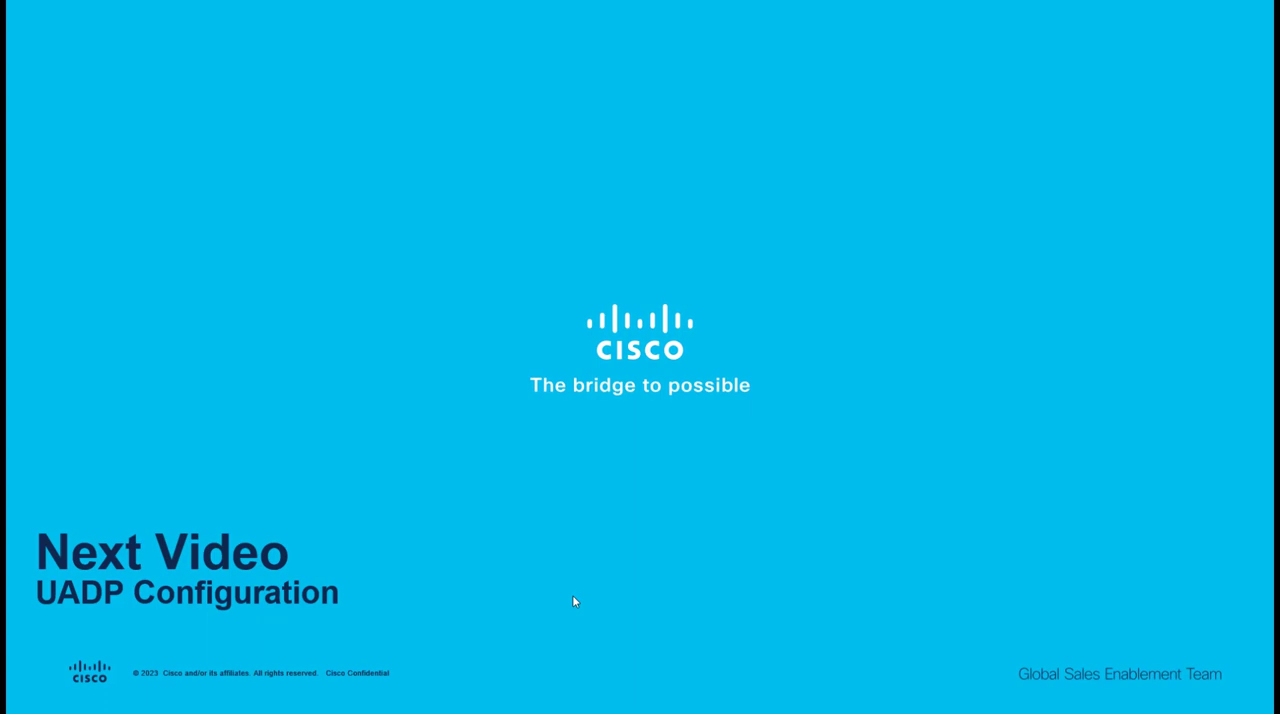 CISCO
The bridge to possible
Next Video
UADP Configuration
CISCO
© 2023 Cisco and/or its affiliates. All rights reserved. Cisco Confidential
Global Sales Enablement Team